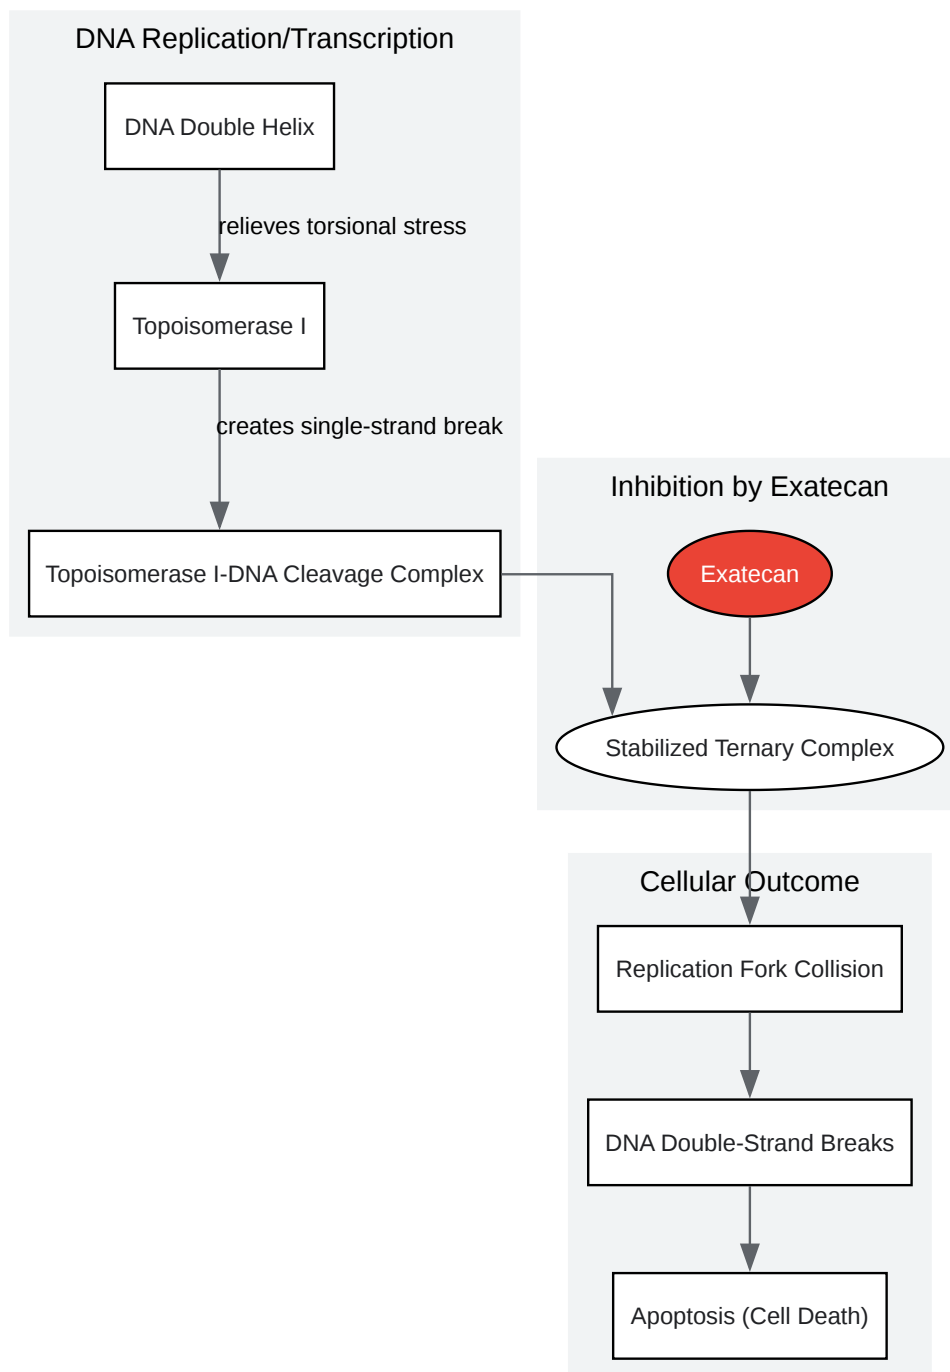 DNA Replication/Transcription
DNA Double Helix
relieves torsional stress
Topoisomerase I
creates single-strand break
Topoisomerase I-DNA Cleavage Complex
Inhibition by Exatecan
Exatecan
Stabilized Ternary Complex
Cellular Outcome
Replication Fork Collision
DNA Double-Strand Breaks
Apoptosis (Cell Death)